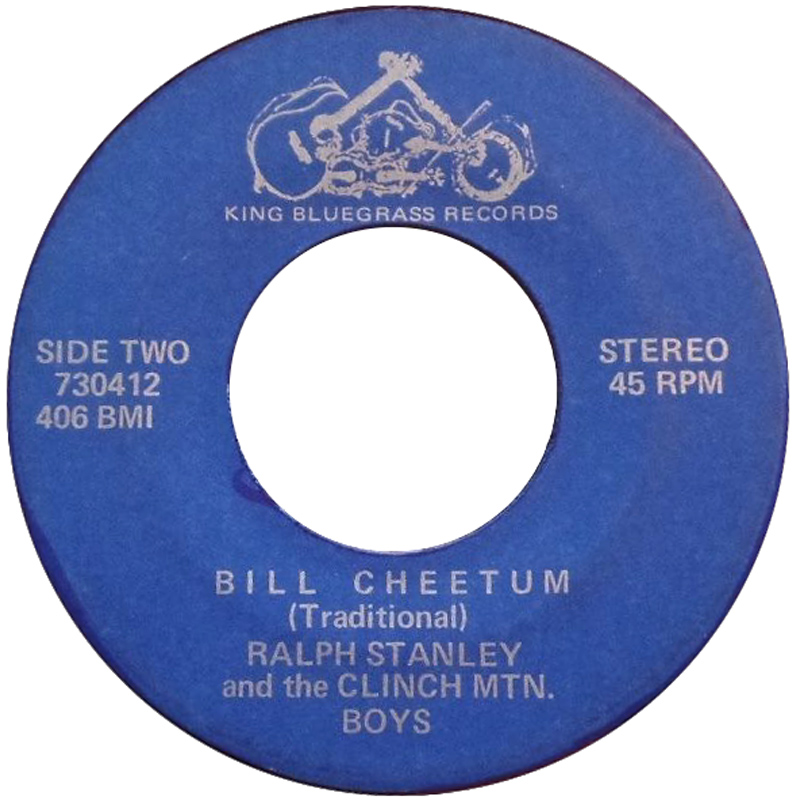 KING BLUEGRASS RECORDS
SIDE TWO
730412
406 BMI
STEREO
45 RPM
BILL CHEETUM
(Traditional)
RALPH STANLEY
and the CLINCH MTN.
BOYS